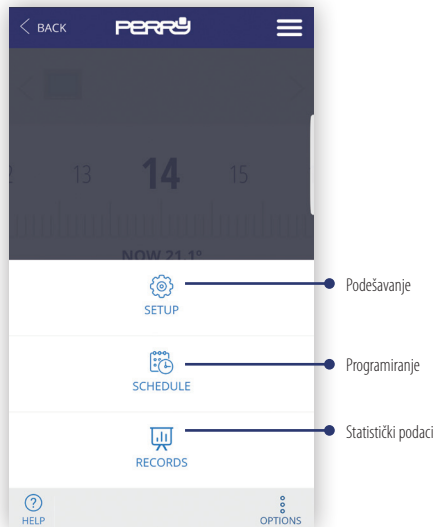 BACK PERRY
13 14 15
NOW 21.1°
SETUP Podešavanje
SCHEDULE Programiranje
RECORDS Statistički podaci
HELP OPTIONS